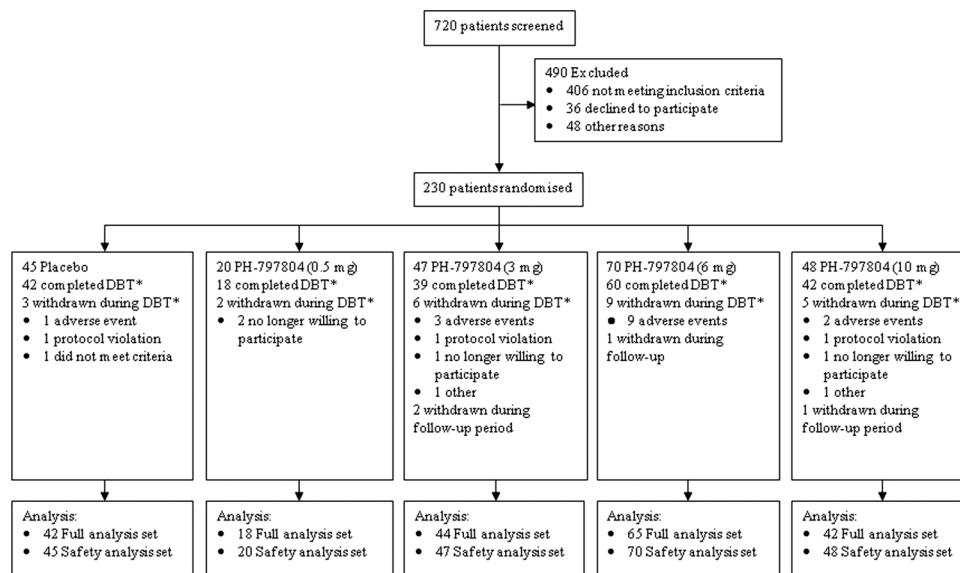 720 patients screened
490 Excluded
• 406 not meeting inclusion criteria
• 36 declined to participate
• 48 other reasons
230 patients randomised
45 Placebo
42 completed DBT*
3 withdrawn during DBT*
• 1 adverse event
• 1 protocol violation
• 1 did not meet criteria
20 PH-797804 (0.5 mg)
18 completed DBT*
2 withdrawn during DBT*
• 2 no longer willing to
participate
47 PH-797804 (3 mg)
39 completed DBT*
6 withdrawn during DBT*
• 3 adverse events
• 1 protocol violation
• 1 no longer willing to
participate
• 1 other
2 withdrawn during
follow-up period
70 PH-797804 (6 mg)
60 completed DBT*
9 withdrawn during DBT*
• 9 adverse events
1 withdrawn during
follow-up
48 PH-797804 (10 mg)
42 completed DBT*
5 withdrawn during DBT*
• 2 adverse events
• 1 protocol violation
• 1 no longer willing to
participate
• 1 other
1 withdrawn during
follow-up period
Analysis:
• 42 Full analysis set
• 45 Safety analysis set
Analysis:
• 18 Full analysis set
• 20 Safety analysis set
Analysis:
• 44 Full analysis set
• 47 Safety analysis set
Analysis:
• 65 Full analysis set
• 70 Safety analysis set
Analysis:
• 42 Full analysis set
• 48 Safety analysis set